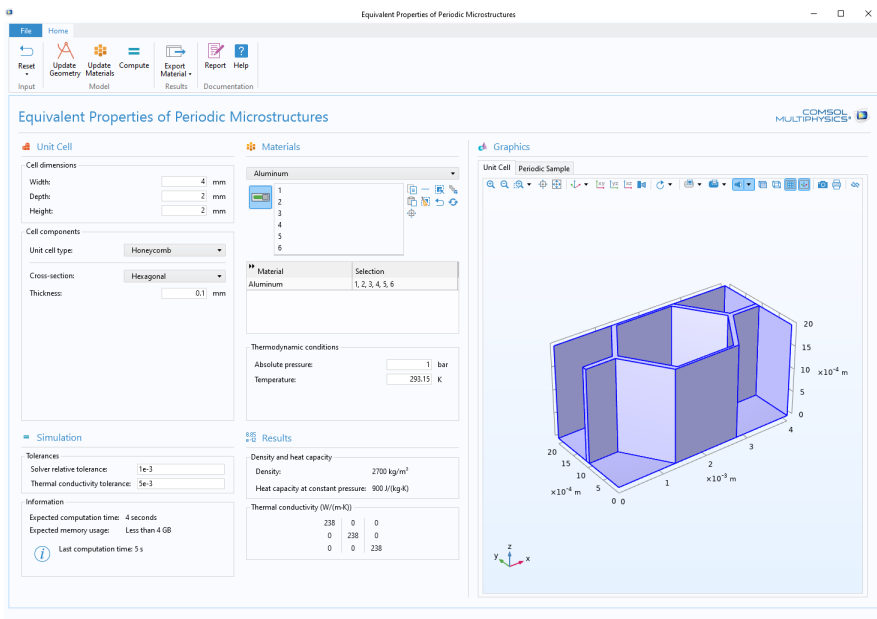 Equivalent Properties of Periodic Microstructures
File Home
Reset
Input
Update Geometry
Update Materials
Compute
Model
Export Material
Results
Report
Help
Documentation
Equivalent Properties of Periodic Microstructures
COMSOL
MULTIPHYSICS®
Unit Cell
Cell dimensions
Width: 4 mm
Depth: 2 mm
Height: 2 mm
Cell components
Unit cell type: Honeycomb
Cross-section: Hexagonal
Thickness: 0.1 mm
Simulation
Tolerances
Solver relative tolerance: 1e-3
Thermal conductivity tolerance: 5e-3
Information
Expected computation time: 4 seconds
Expected memory usage: Less than 4 GB
Last computation time: 5 s
Materials
Aluminum
1
2
3
4
5
6
Material Selection
Aluminum 1, 2, 3, 4, 5, 6
Thermodynamic conditions
Absolute pressure: 1 bar
Temperature: 293.15 K
Results
Density and heat capacity
Density: 2700 kg/m³
Heat capacity at constant pressure: 900 J/(kg·K)
Thermal conductivity (W/(m·K))
238 0 0
0 238 0
0 0 238
Graphics
Unit Cell Periodic Sample
xy yz xz
20
15
10 ×10⁻⁴ m
5
0
4
3
2
1
×10⁻³ m
20
15
10
5
0 0
×10⁻⁴ m
z
y x